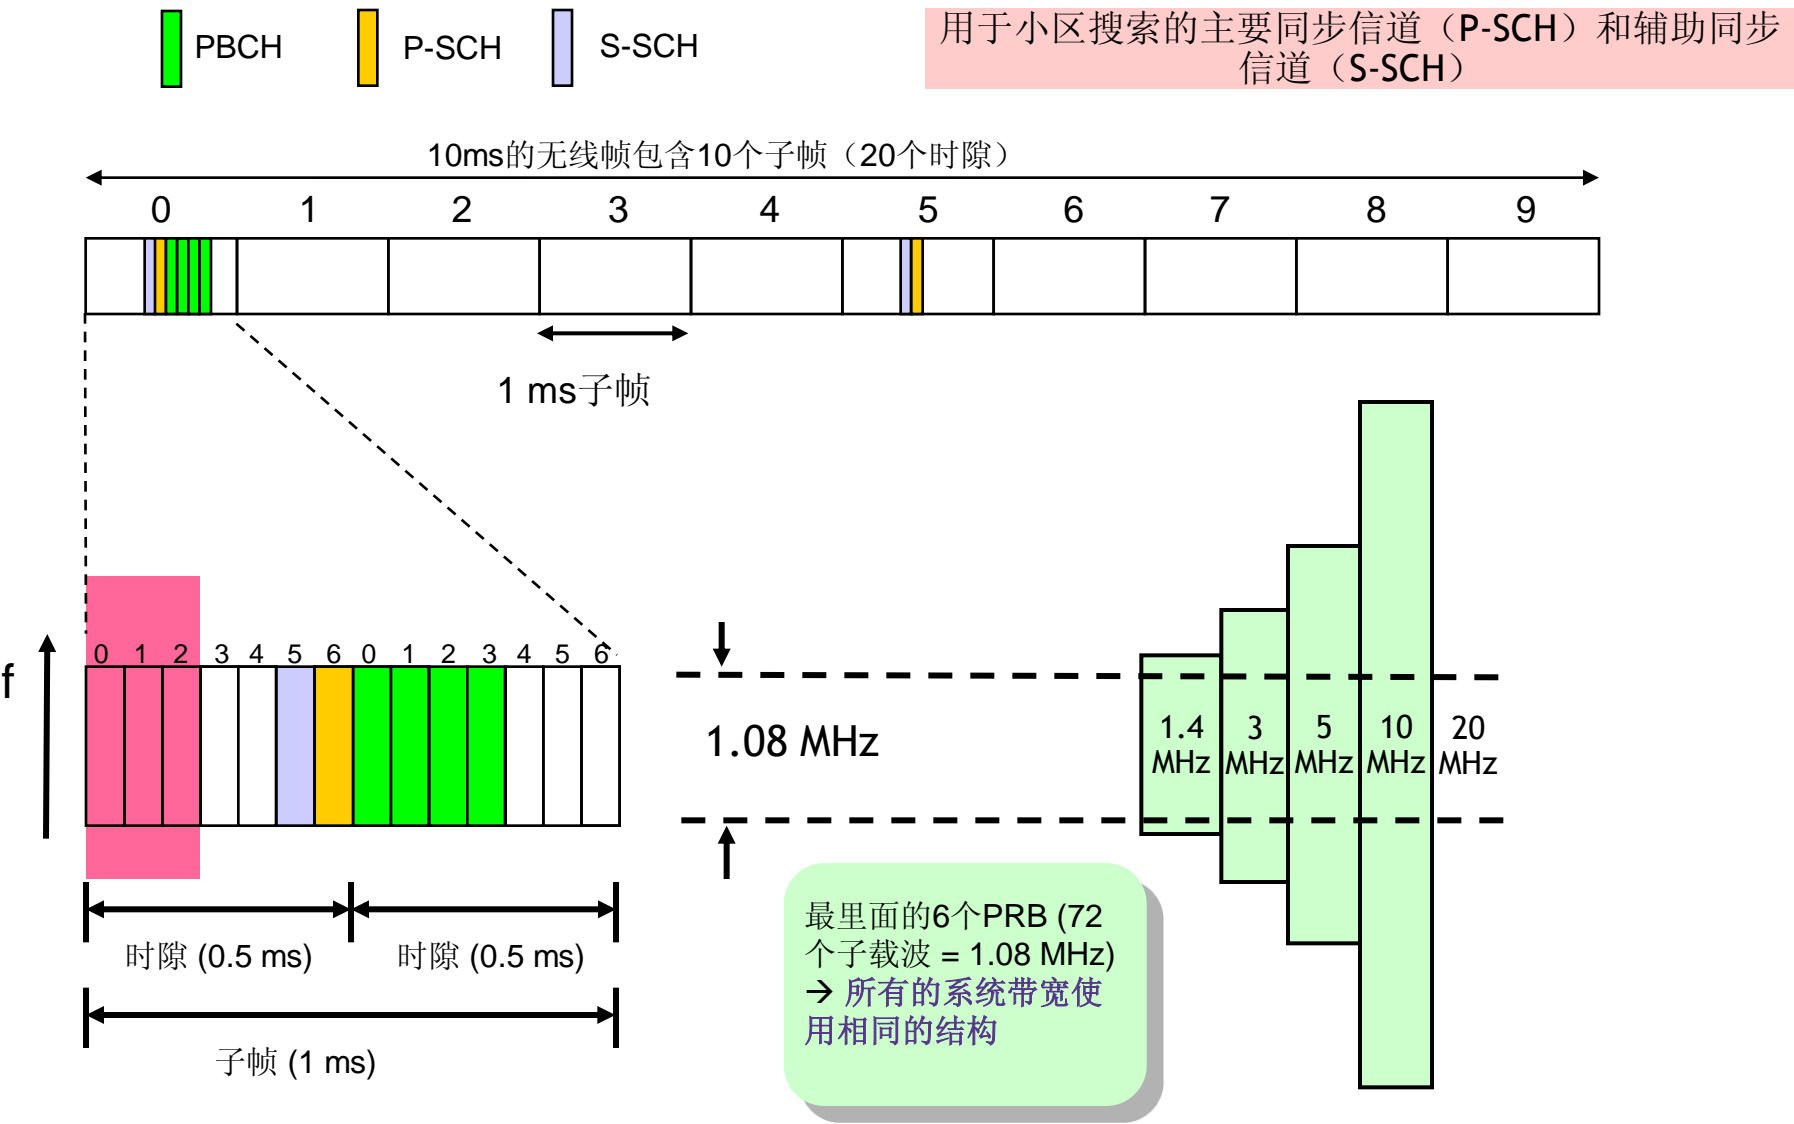 PBCH
P-SCH
S-SCH
用于小区搜索的主要同步信道（P-SCH）和辅助同步
信道（S-SCH）
10ms的无线帧包含10个子帧（20个时隙）
0 1 2 3 4 5 6 7 8 9
1 ms子帧
f
0 1 2 3 4 5 6 0 1 2 3 4 5 6
1.08 MHz
1.4
MHz
3
MHz
5
MHz
10
MHz
20
MHz
时隙 (0.5 ms)
时隙 (0.5 ms)
子帧 (1 ms)
最里面的6个PRB (72
个子载波 = 1.08 MHz)
→ 所有的系统带宽使
用相同的结构